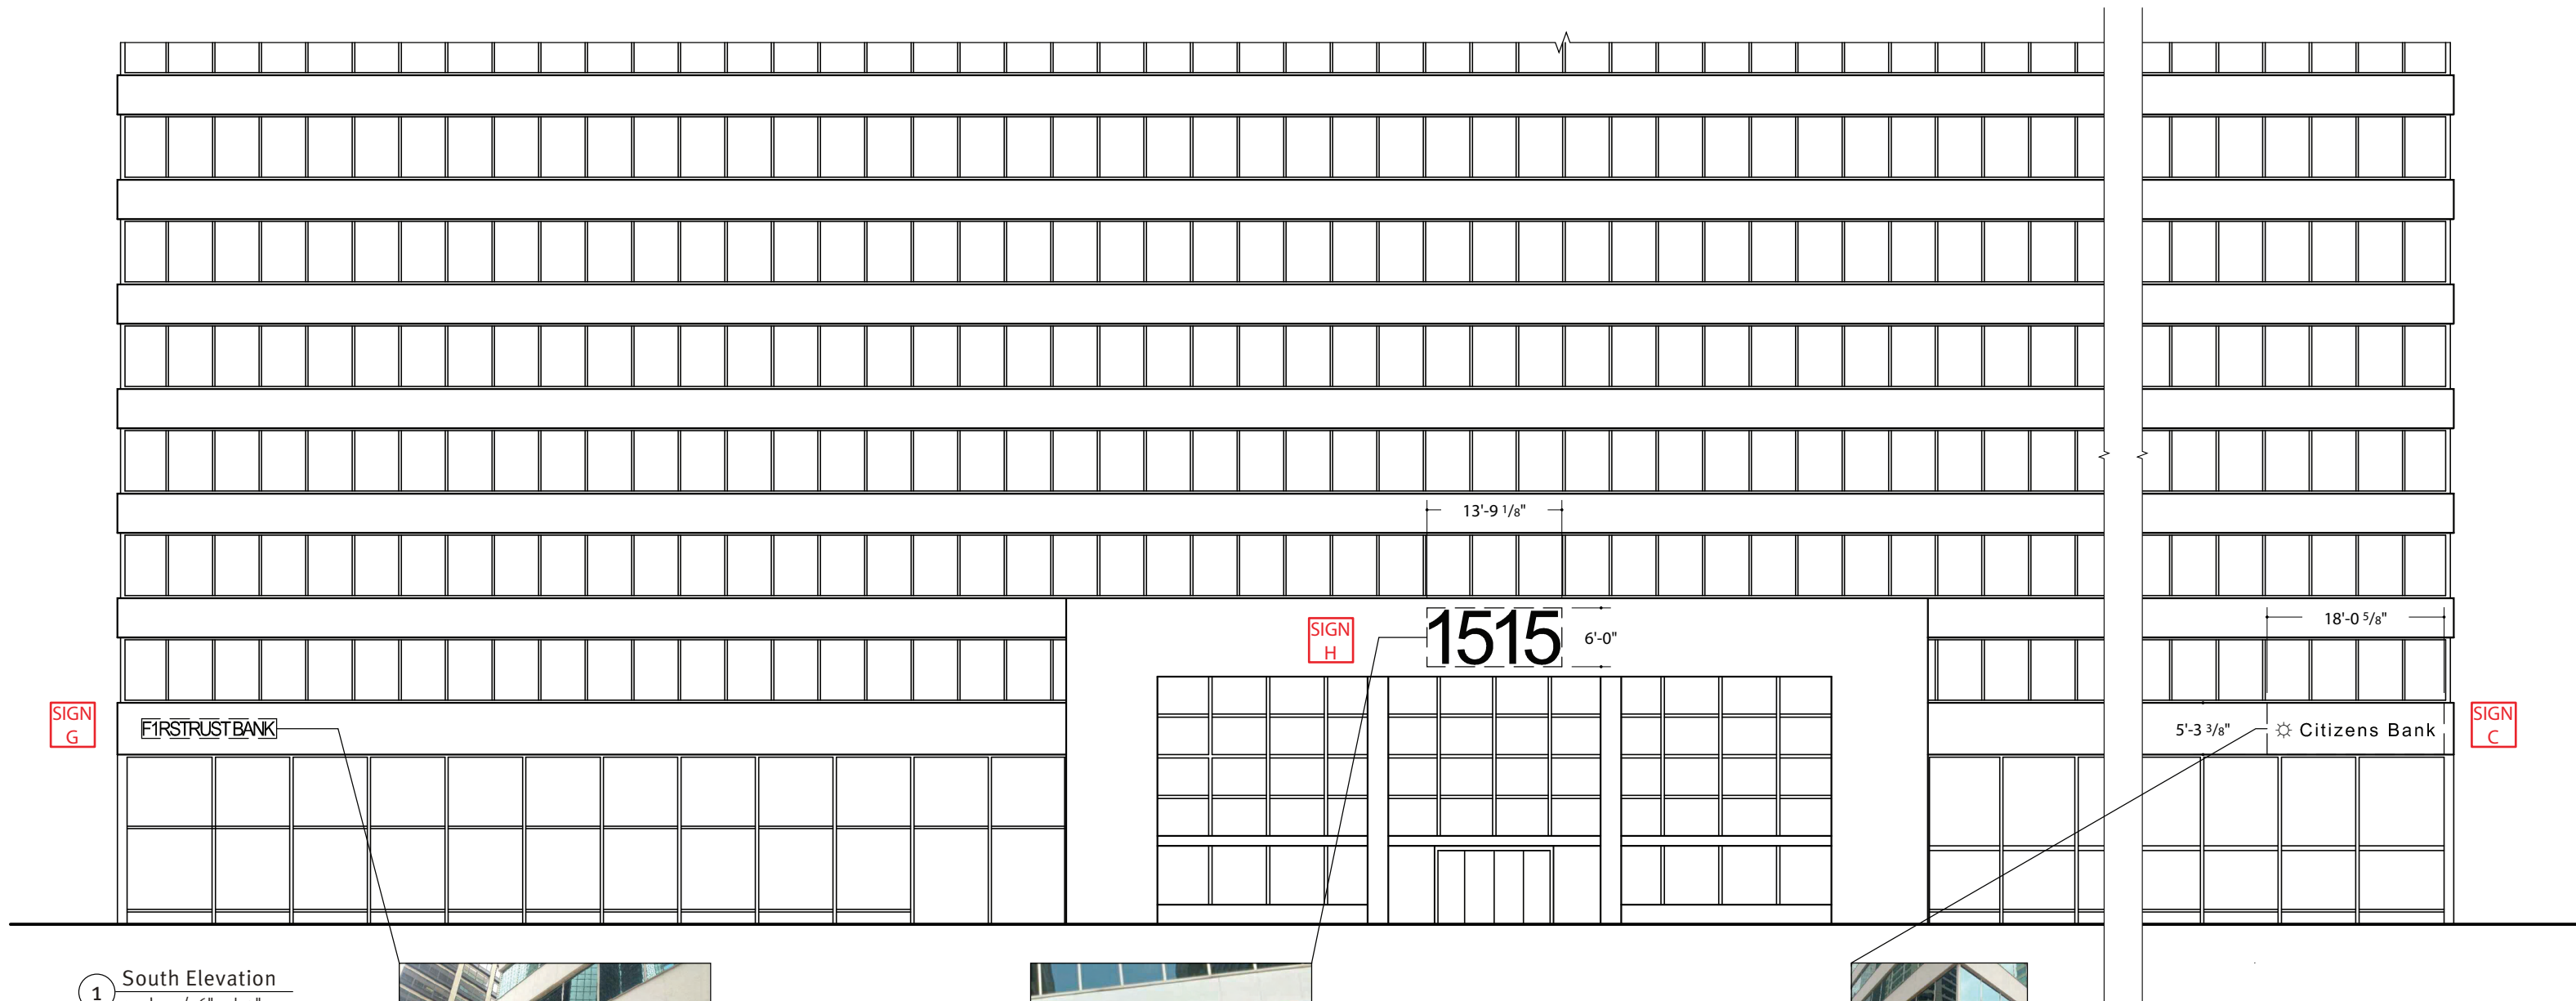 13'-9 1/8"
SIGN
H
1515
6'-0"
18'-0 5/8"
SIGN
G
F1RSTRUST BANK
5'-3 3/8"
Citizens Bank
SIGN
C
1
South Elevation